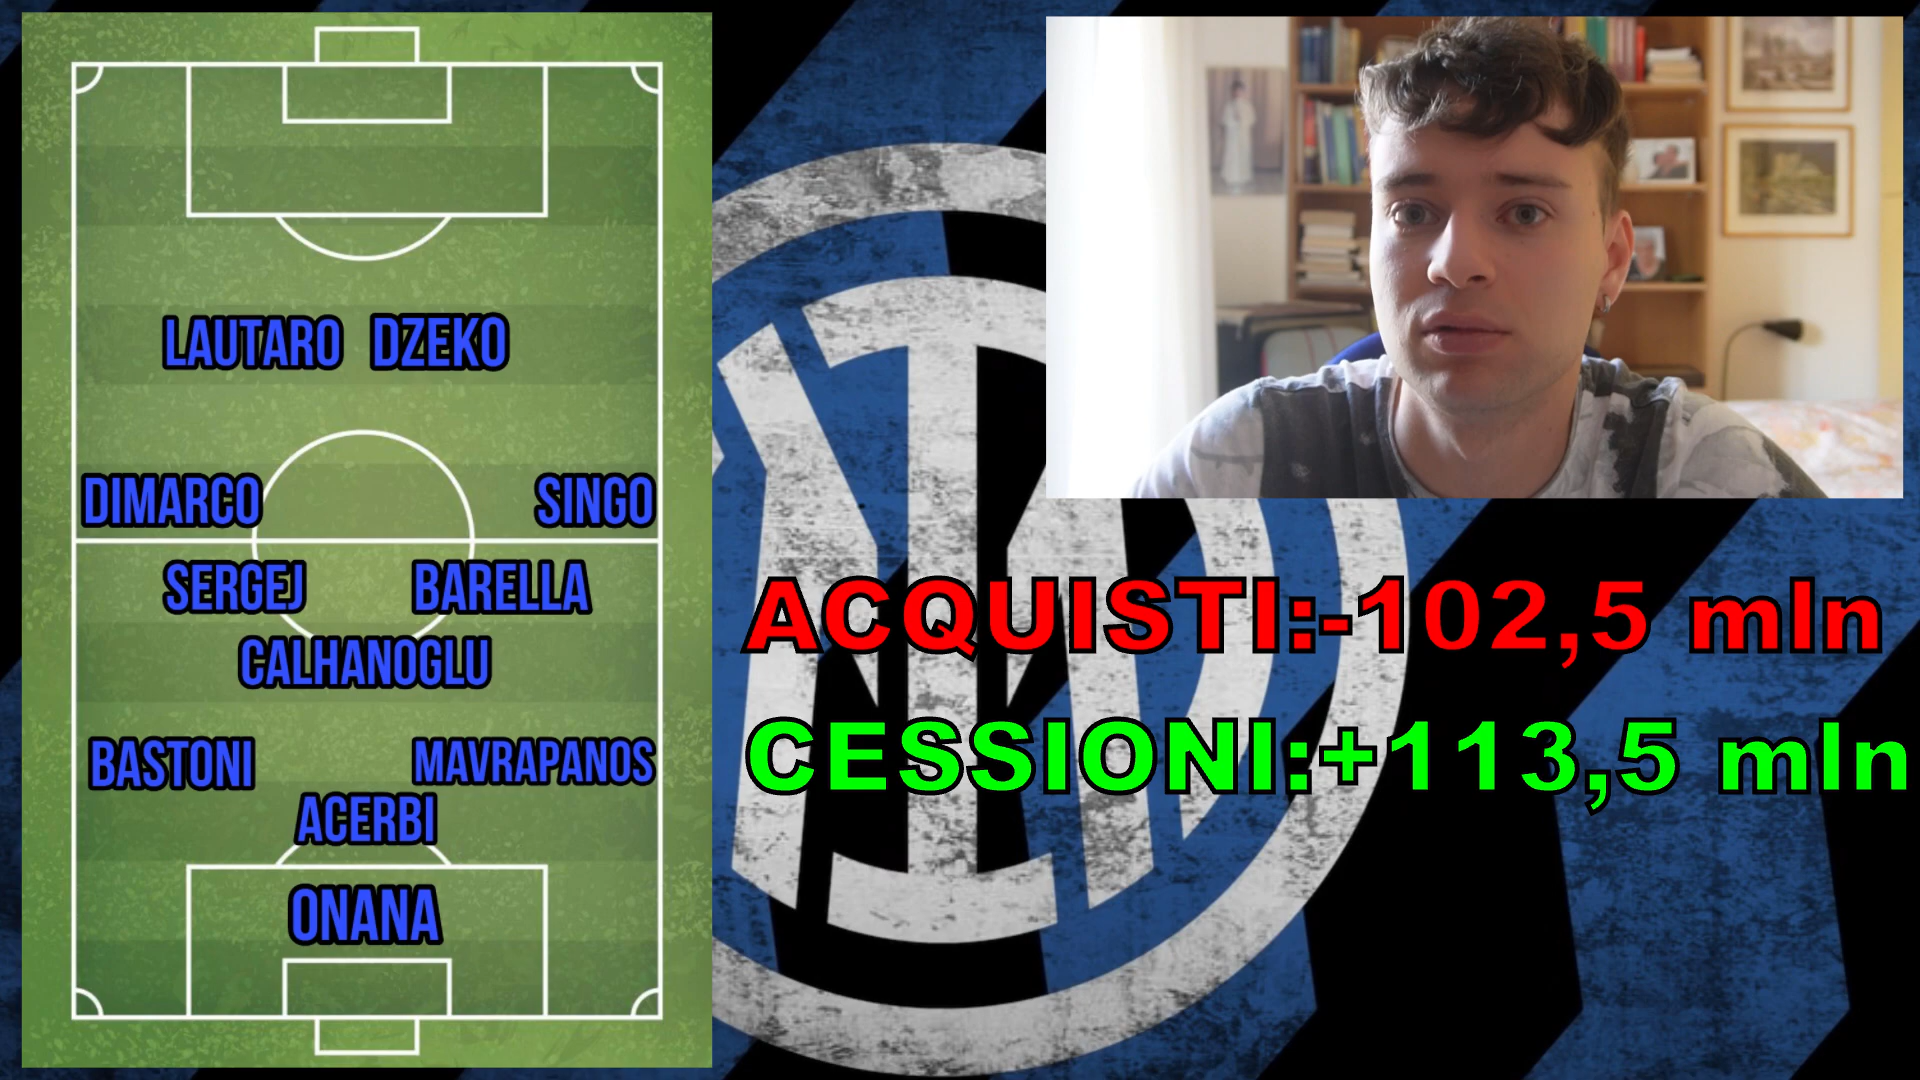 LAUTARO DZEKO
DIMARCO SINGO
SERGEJ BARELLA
CALHANOGLU
BASTONI MAVRAPANOS
ACERBI
ONANA
ACQUISTI:-102,5 mln
CESSIONI:+113,5 mln